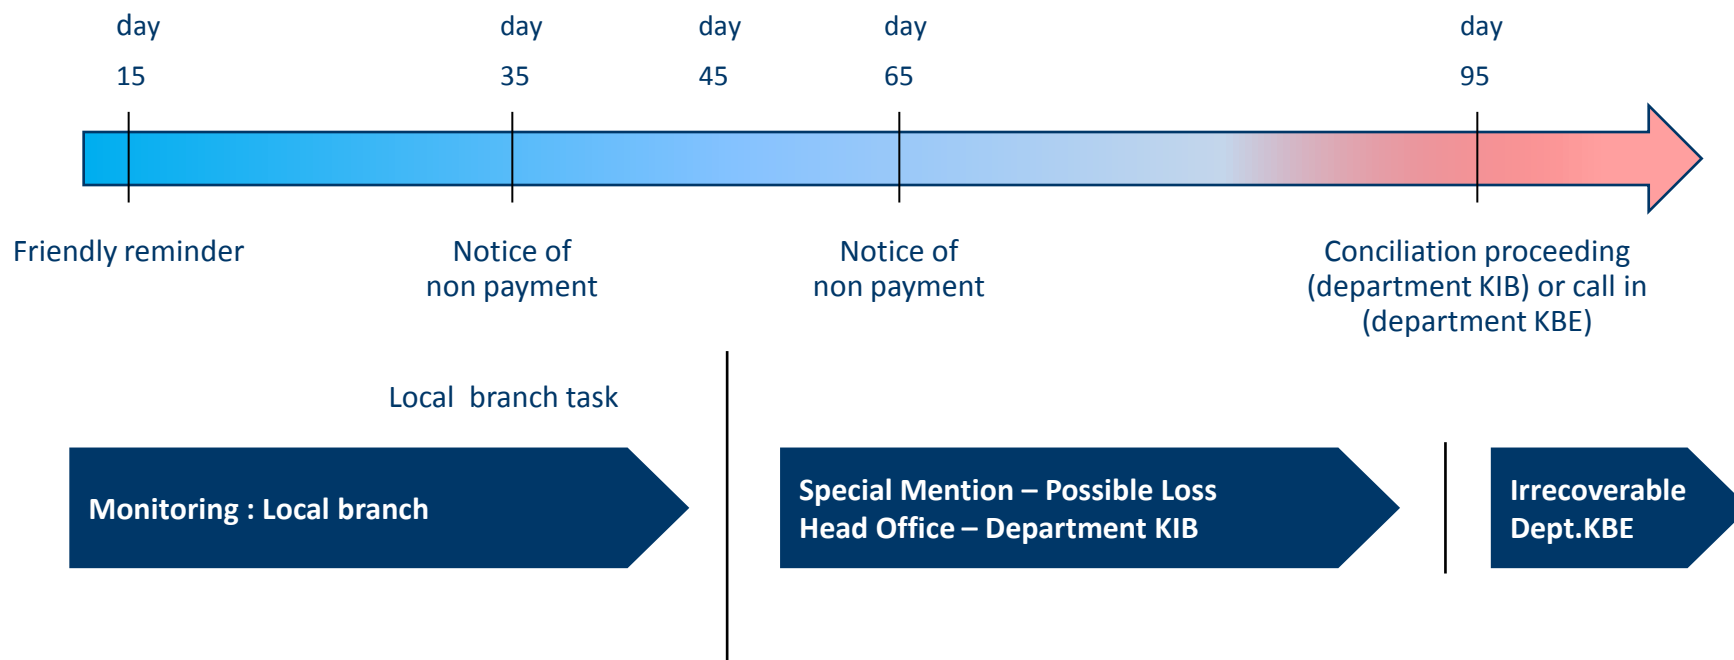 day
15
day
35
day
45
day
65
day
95
Friendly reminder
Notice of
non payment
Notice of
non payment
Conciliation proceeding
(department KIB) or call in
(department KBE)
Local  branch task
Monitoring : Local branch
Special Mention – Possible Loss
Head Office – Department KIB
Irrecoverable
Dept.KBE